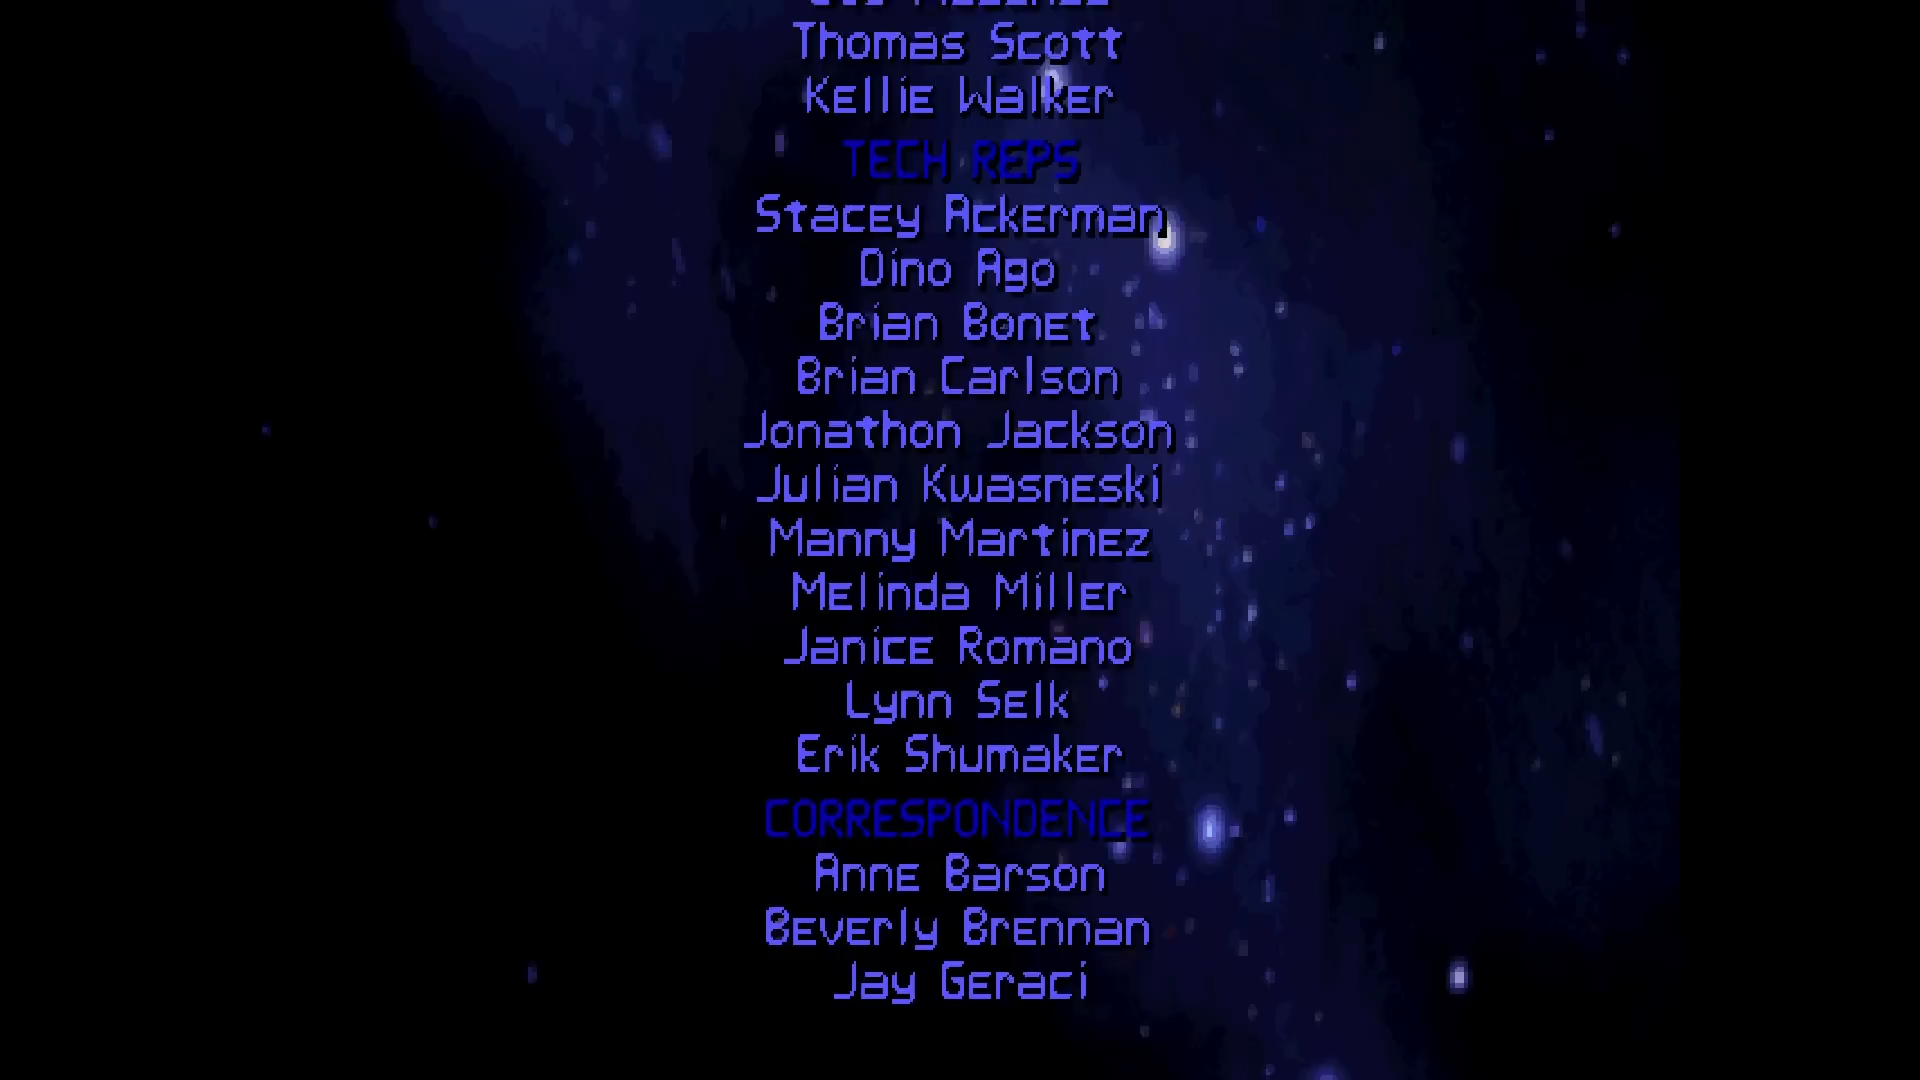 Thomas Scott
Kellie Walker
TECH REPS
Stacey Ackerman
Dino Ago
Brian Bonet
Brian Carlson
Jonathon Jackson
Julian Kwasneski
Manny Martinez
Melinda Miller
Janice Romano
Lynn Selk
Erik Shumaker
CORRESPONDENCE
Anne Barson
Beverly Brennan
Jay Geraci